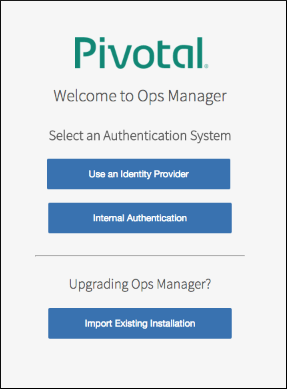 Pivotal.
Welcome to Ops Manager
Select an Authentication System
Use an Identity Provider
Internal Authentication
Upgrading Ops Manager?
Import Existing Installation